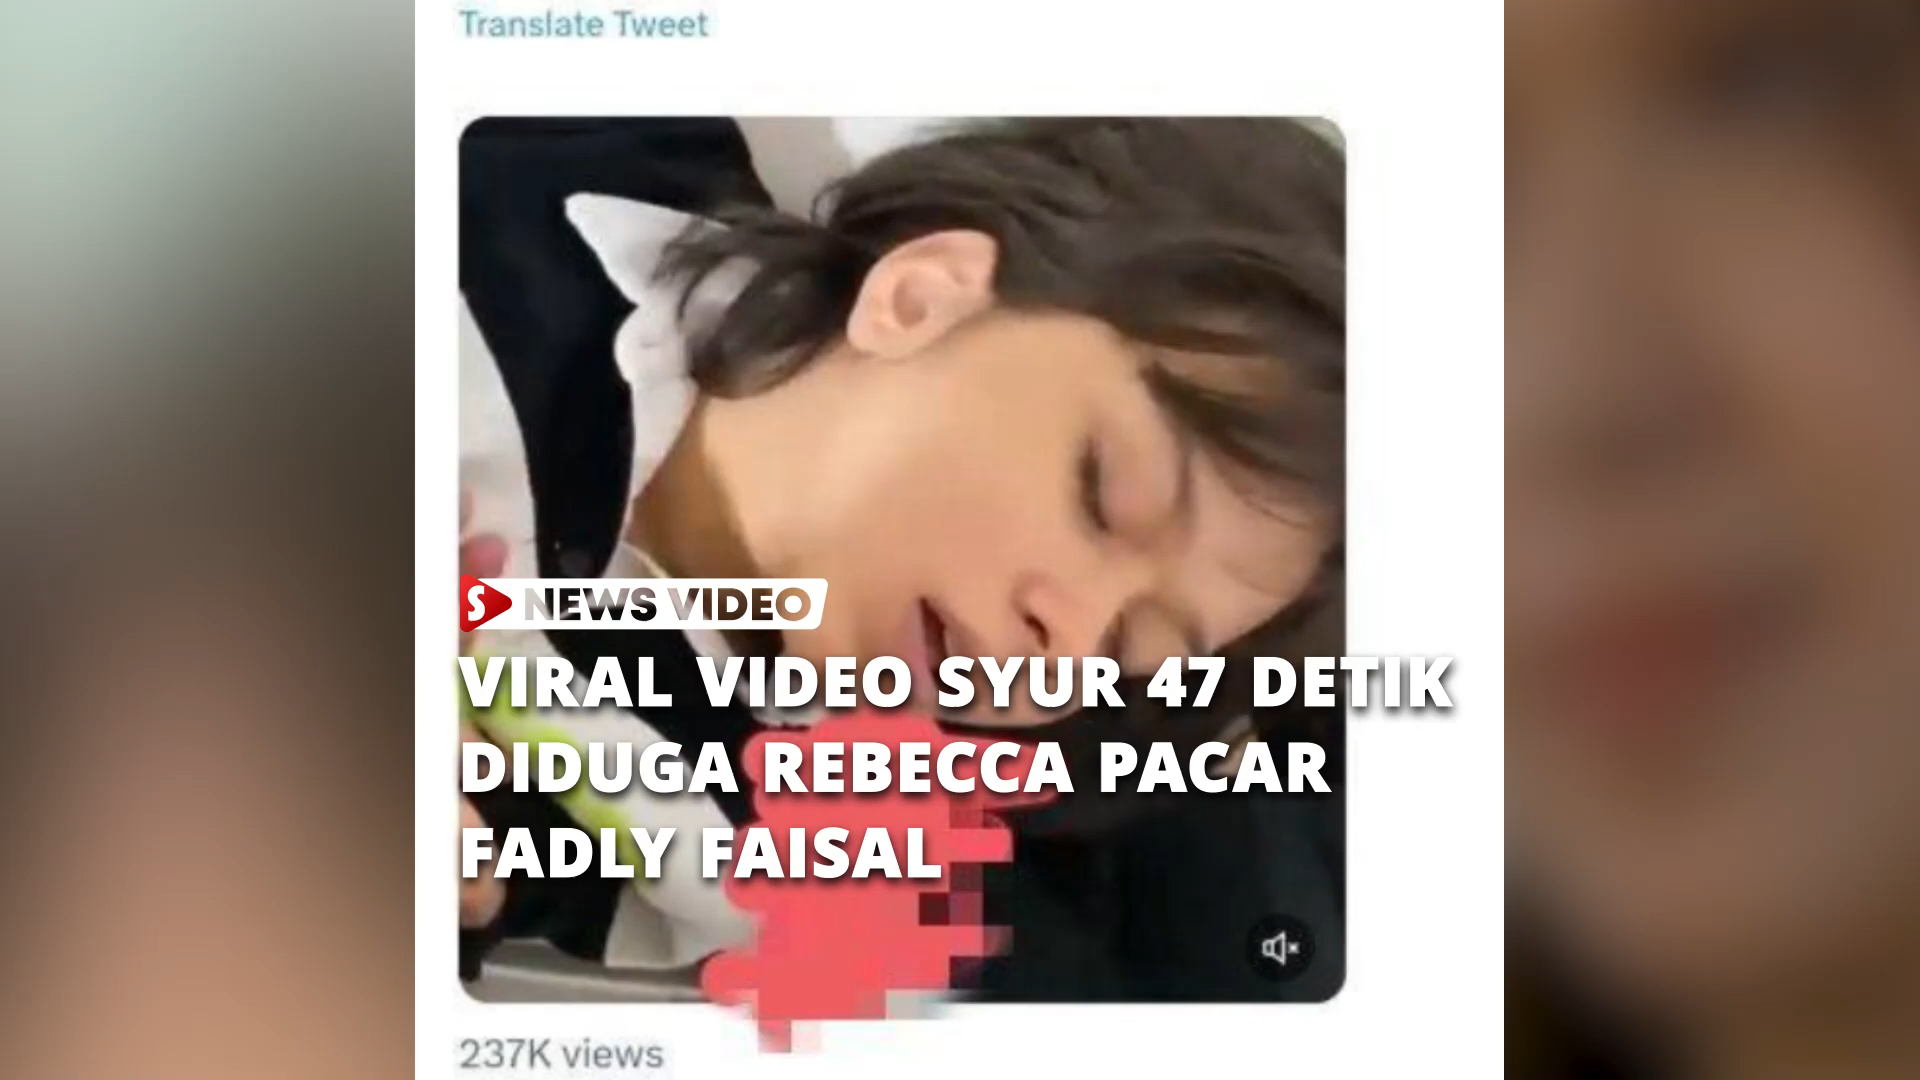 Translate Tweet
S NEWS VIDEO
VIRAL VIDEO SYUR 47 DETIK
DIDUGA REBECCA PACAR
FADLY FAISAL
237K views